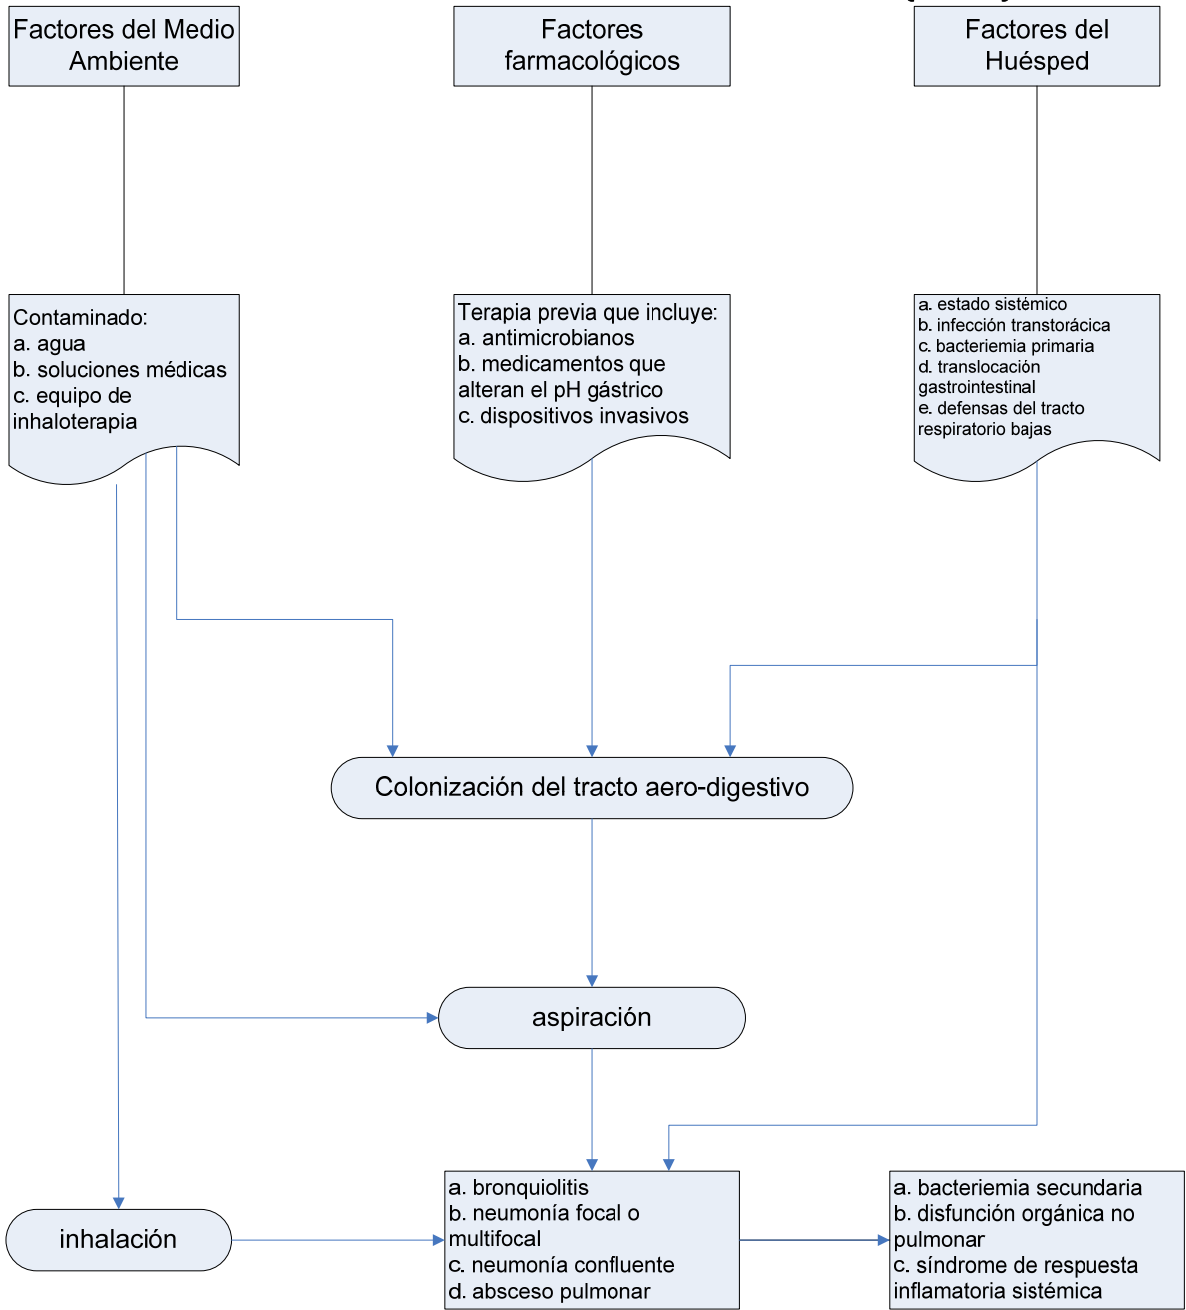 Factores del Medio
Ambiente
Factores
farmacológicos
Factores del
Huésped
Contaminado:
a. agua
b. soluciones médicas
c. equipo de
inhaloterapia
Terapia previa que incluye:
a. antimicrobianos
b. medicamentos que
alteran el pH gástrico
c. dispositivos invasivos
a. estado sistémico
b. infección transtorácica
c. bacteriemia primaria
d. translocación
gastrointestinal
e. defensas del tracto
respiratorio bajas
Colonización del tracto aero-digestivo
aspiración
inhalación
a. bronquiolitis
b. neumonía focal o
multifocal
c. neumonía confluente
d. absceso pulmonar
a. bacteriemia secundaria
b. disfunción orgánica no
pulmonar
c. síndrome de respuesta
inflamatoria sistémica